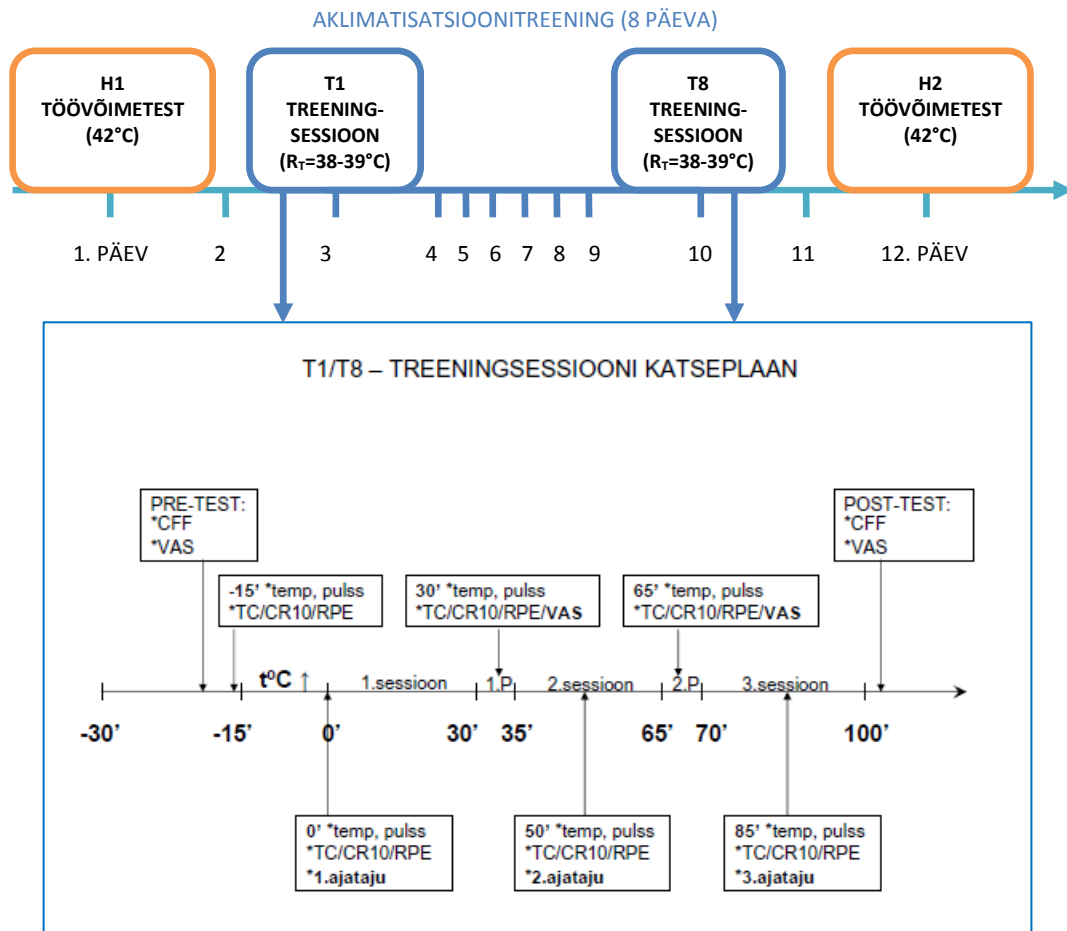 AKLIMATISATSIOONITREENING (8 PÄEVA)
H1
TÖÖVÕIMETEST
(42°C)
T1
TREENING-
SESSIOON
(RT=38-39°C)
T8
TREENING-
SESSIOON
(RT=38-39°C)
H2
TÖÖVÕIMETEST
(42°C)
1. PÄEV 2 3 4 5 6 7 8 9 10 11 12. PÄEV
T1/T8 – TREENINGSESSIOONI KATSEPLAAN
PRE-TEST:
*CFF
*VAS
POST-TEST:
*CFF
*VAS
-15' *temp, pulss
*TC/CR10/RPE
30' *temp, pulss
*TC/CR10/RPE/VAS
65' *temp, pulss
*TC/CR10/RPE/VAS
t⁰C ↑ 1.sessioon 1.P 2.sessioon 2.P 3.sessioon
-30' -15' 0' 30' 35' 65' 70' 100'
0' *temp, pulss
*TC/CR10/RPE
*1.ajataju
50' *temp, pulss
*TC/CR10/RPE
*2.ajataju
85' *temp, pulss
*TC/CR10/RPE
*3.ajataju